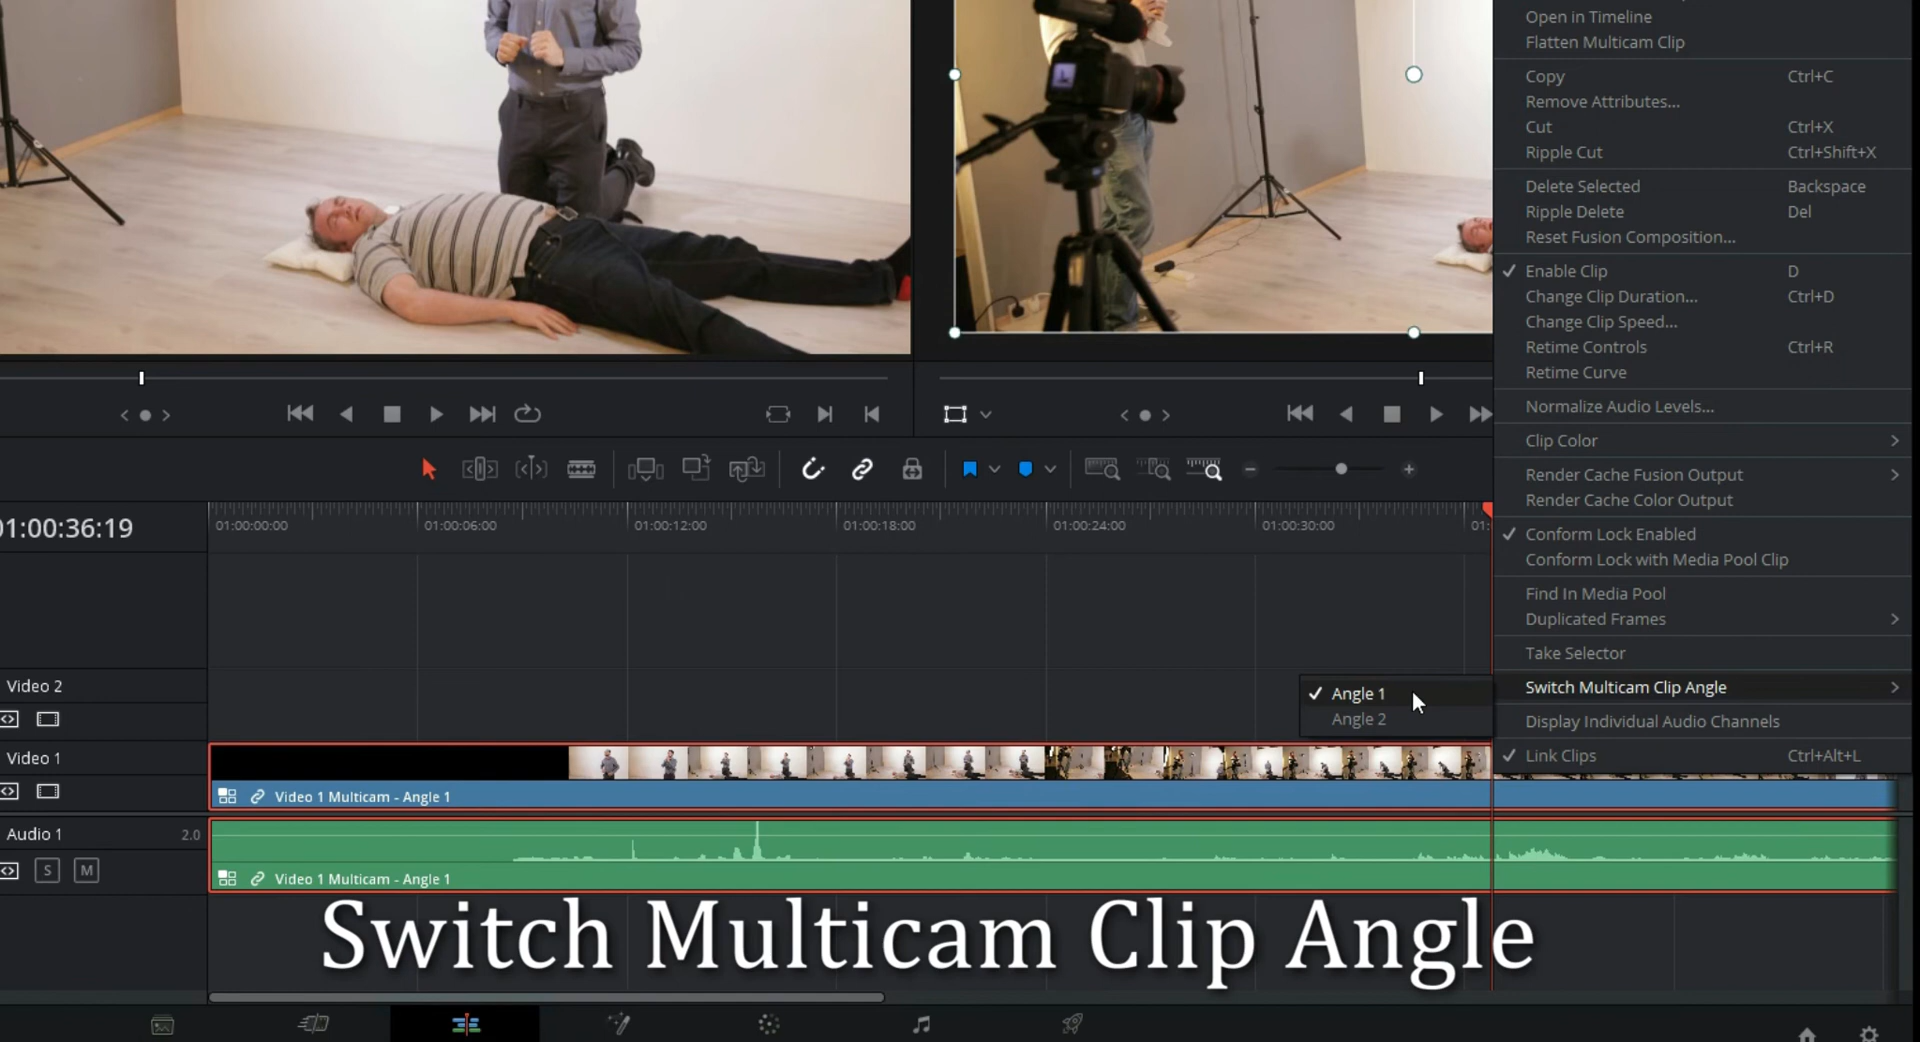 Open in Timeline
Flatten Multicam Clip
Copy Ctrl+C
Remove Attributes...
Cut Ctrl+X
Ripple Cut Ctrl+Shift+X
Delete Selected Backspace
Ripple Delete Del
Reset Fusion Composition...
Enable Clip D
Change Clip Duration... Ctrl+D
Change Clip Speed...
Retime Controls Ctrl+R
Retime Curve
Normalize Audio Levels...
Clip Color
Render Cache Fusion Output
Render Cache Color Output
Conform Lock Enabled
Conform Lock with Media Pool Clip
Find In Media Pool
Duplicated Frames
Take Selector
Switch Multicam Clip Angle
Display Individual Audio Channels
Link Clips Ctrl+Alt+L
Angle 1
Angle 2
01:00:36:19
01:00:00:00 01:00:06:00 01:00:12:00 01:00:18:00 01:00:24:00 01:00:30:00 01:
Video 2
Video 1
Video 1 Multicam - Angle 1
Audio 1 2.0
S M
Video 1 Multicam - Angle 1
Switch Multicam Clip Angle